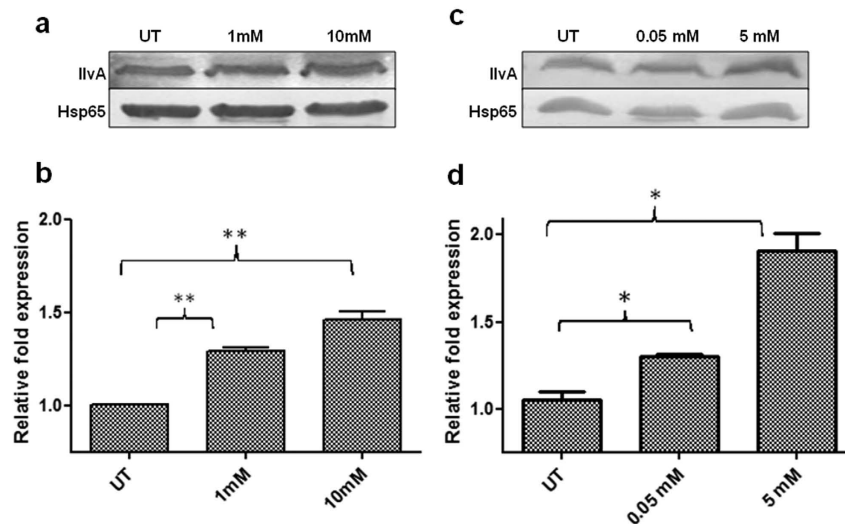 a
UT 1mM 10mM
IlvA
Hsp65
b
Relative fold expression
2.0
1.5
1.0
**
**
UT
1mM
10mM
c
UT 0.05 mM 5 mM
IlvA
Hsp65
d
Relative fold expression
2.0
1.5
1.0
*
*
UT
0.05 mM
5 mM